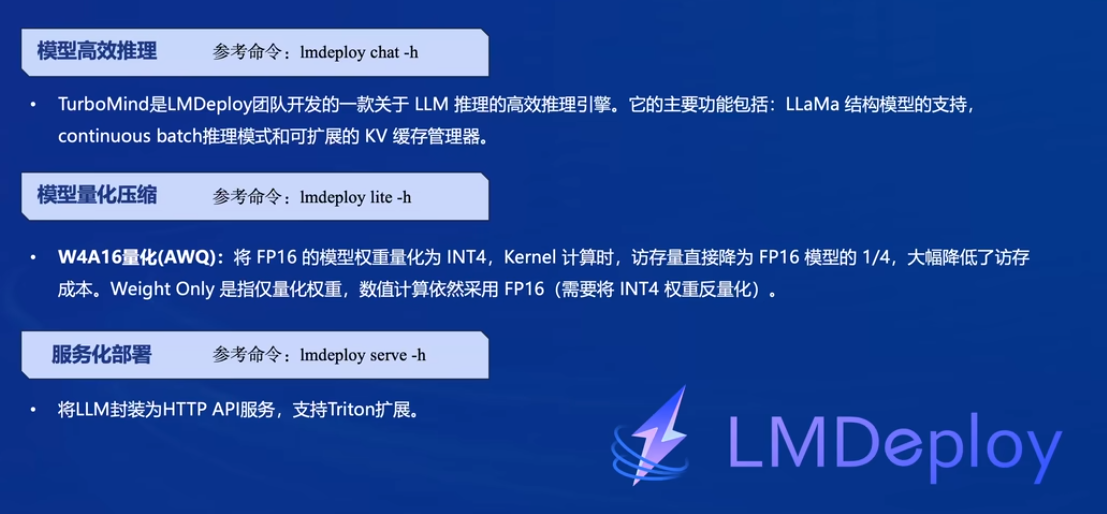 模型高效推理 参考命令：lmdeploy chat -h
• TurboMind是LMDeploy团队开发的一款关于 LLM 推理的高效推理引擎。它的主要功能包括：LLaMa 结构模型的支持，
continuous batch推理模式和可扩展的 KV 缓存管理器。
模型量化压缩 参考命令：lmdeploy lite -h
• W4A16量化(AWQ)：将 FP16 的模型权重量化为 INT4，Kernel 计算时，访存量直接降为 FP16 模型的 1/4，大幅降低了访存
成本。Weight Only 是指仅量化权重，数值计算依然采用 FP16（需要将 INT4 权重反量化）。
服务化部署 参考命令：lmdeploy serve -h
• 将LLM封装为HTTP API服务，支持Triton扩展。
LMDeploy